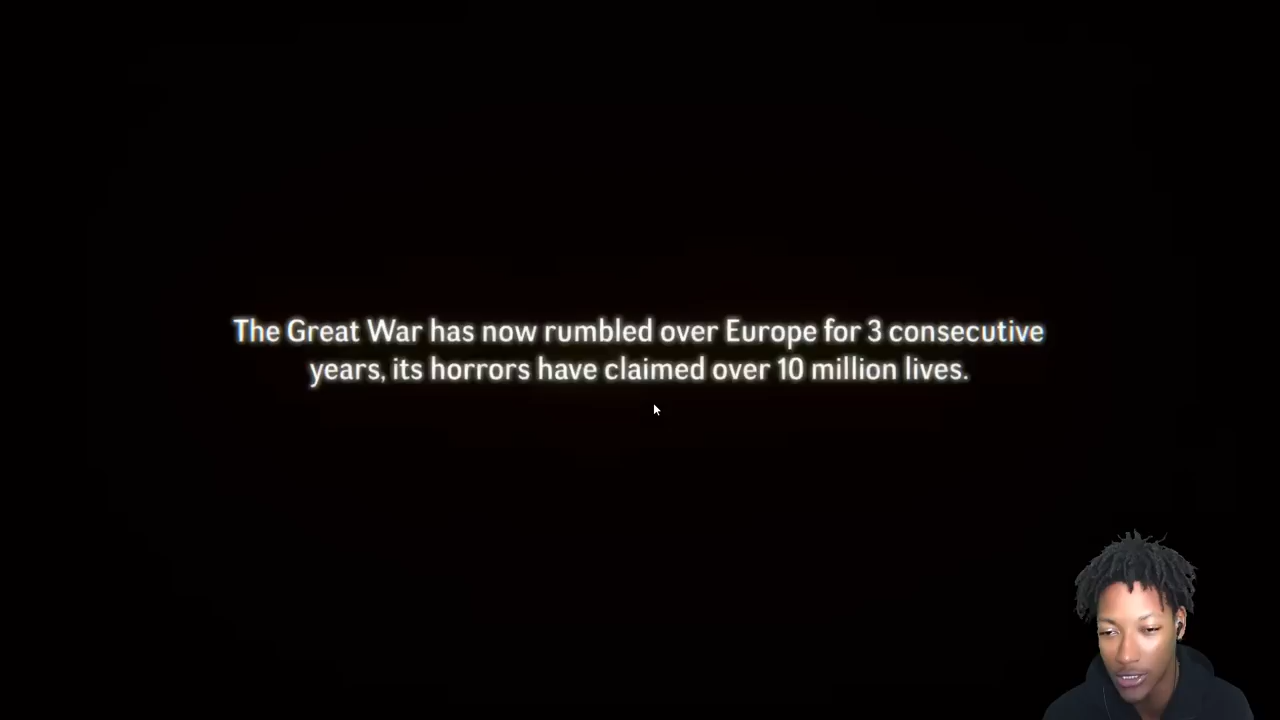 The Great War has now rumbled over Europe for 3 consecutive
years, its horrors have claimed over 10 million lives.